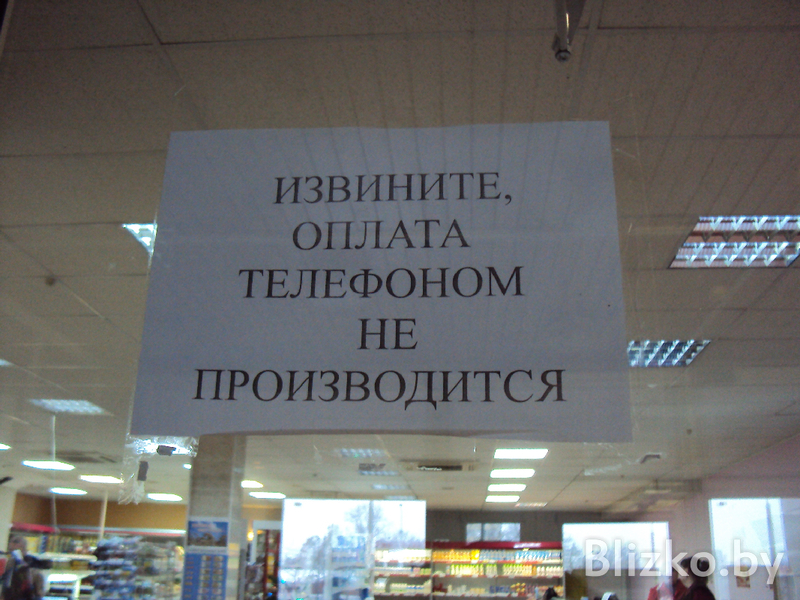 ИЗВИНИТЕ,
ОПЛАТА
ТЕЛЕФОНОМ
НЕ
ПРОИЗВОДИТСЯ
Blizko.by